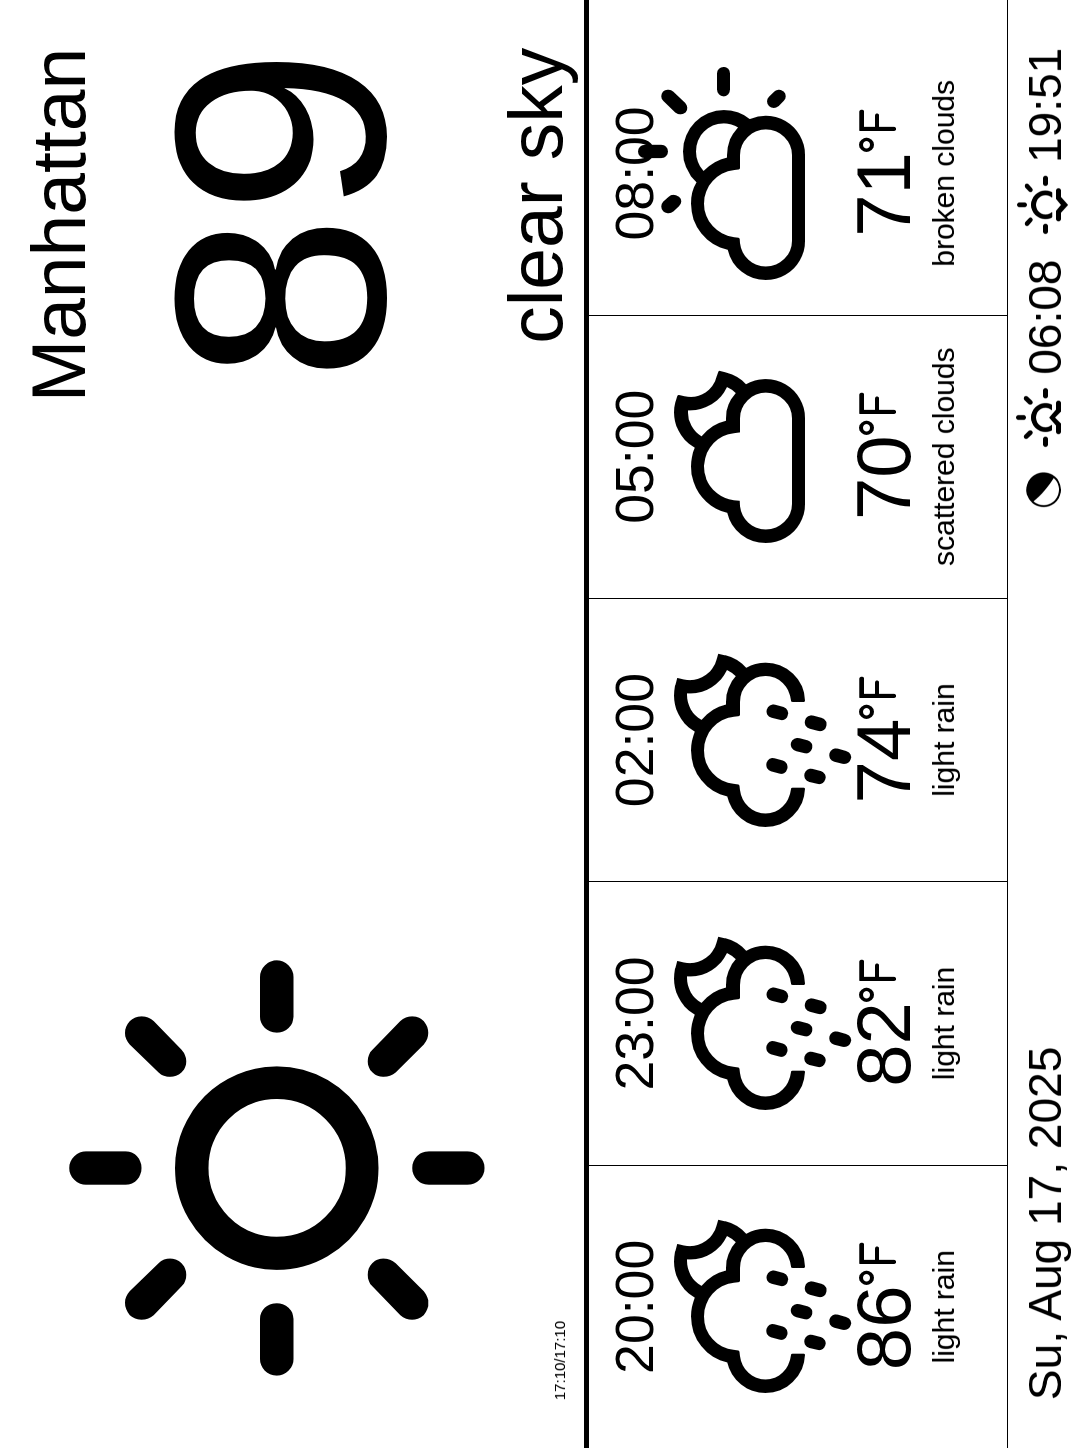 Manhattan
89
clear sky
17:10/17:10
20:00
86°F
light rain
23:00
82°F
light rain
02:00
74°F
light rain
05:00
70°F
scattered clouds
08:00
71°F
broken clouds
Su, Aug 17, 2025
06:08
19:51